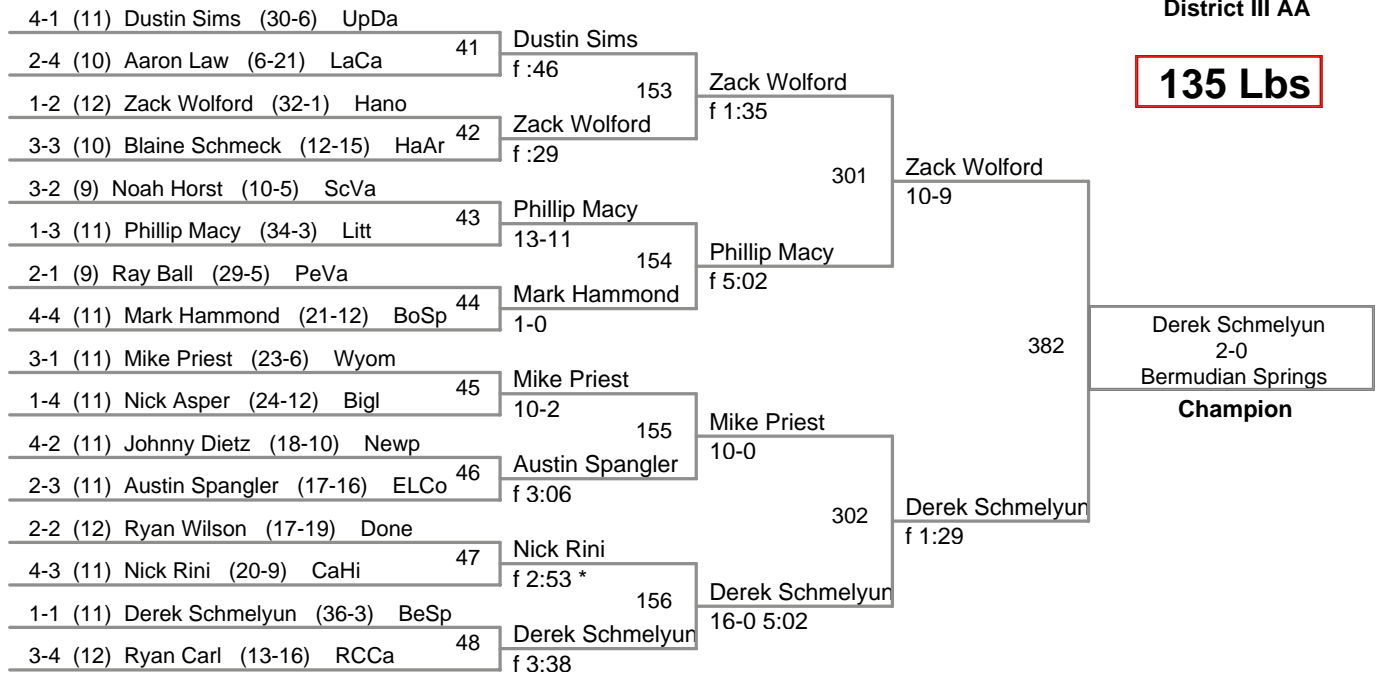 District III AA
135 Lbs
4-1 (11) Dustin Sims (30-6) UpDa
2-4 (10) Aaron Law (6-21) LaCa
1-2 (12) Zack Wolford (32-1) Hano
3-3 (10) Blaine Schmeck (12-15) HaAr
3-2 (9) Noah Horst (10-5) ScVa
1-3 (11) Phillip Macy (34-3) Litt
2-1 (9) Ray Ball (29-5) PeVa
4-4 (11) Mark Hammond (21-12) BoSp
3-1 (11) Mike Priest (23-6) Wyom
1-4 (11) Nick Asper (24-12) Bigl
4-2 (11) Johnny Dietz (18-10) Newp
2-3 (11) Austin Spangler (17-16) ELCo
2-2 (12) Ryan Wilson (17-19) Done
4-3 (11) Nick Rini (20-9) CaHi
1-1 (11) Derek Schmelyun (36-3) BeSp
3-4 (12) Ryan Carl (13-16) RCCa
41
42
43
44
45
46
47
48
Dustin Sims
f :46
Zack Wolford
f :29
Phillip Macy
13-11
Mark Hammond
1-0
Mike Priest
10-2
Austin Spangler
f 3:06
Nick Rini
f 2:53 *
Derek Schmelyun
f 3:38
153
154
155
156
Zack Wolford
f 1:35
Phillip Macy
f 5:02
Mike Priest
10-0
Derek Schmelyun
16-0 5:02
301
302
Zack Wolford
10-9
Derek Schmelyun
f 1:29
382
Derek Schmelyun
2-0
Bermudian Springs
Champion